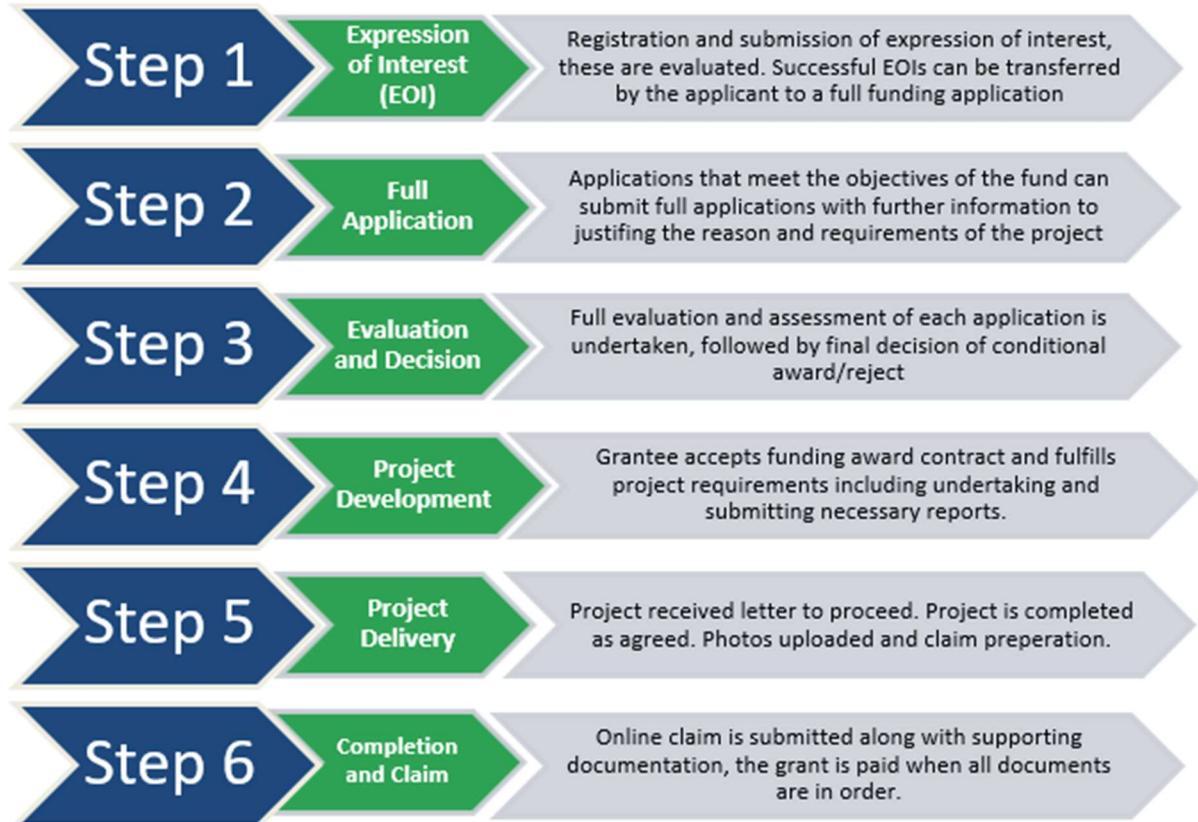 Step 1
Expression
of Interest
(EOI)
Registration and submission of expression of interest,
these are evaluated. Successful EOIs can be transferred
by the applicant to a full funding application
Step 2
Full
Application
Applications that meet the objectives of the fund can
submit full applications with further information to
justifing the reason and requirements of the project
Step 3
Evaluation
and Decision
Full evaluation and assessment of each application is
undertaken, followed by final decision of conditional
award/reject
Step 4
Project
Development
Grantee accepts funding award contract and fulfills
project requirements including undertaking and
submitting necessary reports.
Step 5
Project
Delivery
Project received letter to proceed. Project is completed
as agreed. Photos uploaded and claim preperation.
Step 6
Completion
and Claim
Online claim is submitted along with supporting
documentation, the grant is paid when all documents
are in order.